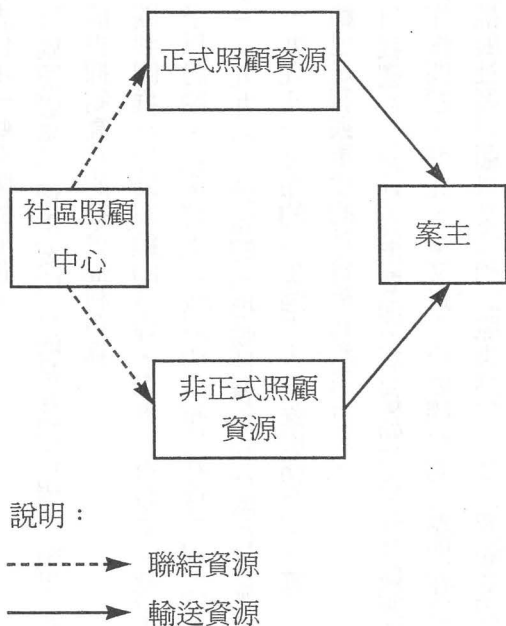 正式照顧資源
社區照顧
中心
案主
非正式照顧
資源
說明：
聯結資源
輸送資源